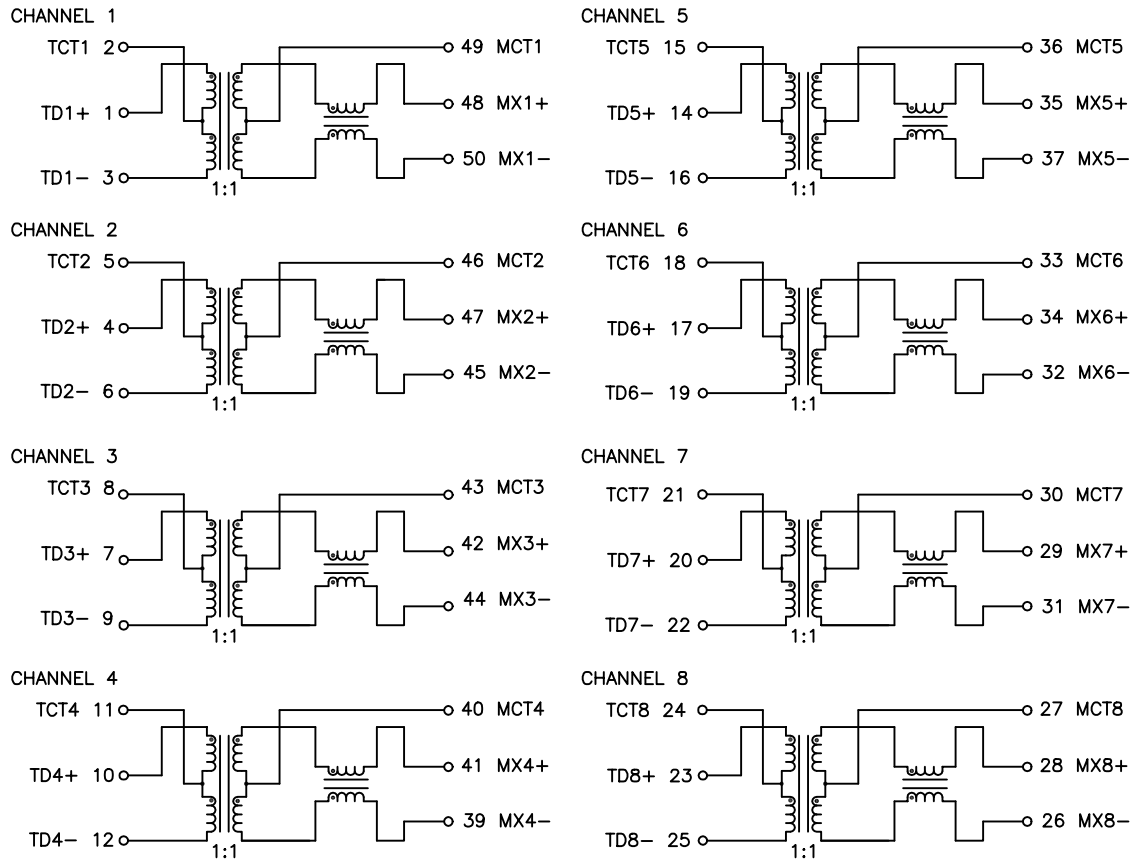 CHANNEL 1
TCT1 2
49 MCT1
TD1+ 1
48 MX1+
50 MX1−
TD1− 3
1:1
CHANNEL 2
TCT2 5
46 MCT2
TD2+ 4
47 MX2+
45 MX2−
TD2− 6
1:1
CHANNEL 3
TCT3 8
43 MCT3
TD3+ 7
42 MX3+
44 MX3−
TD3− 9
1:1
CHANNEL 4
TCT4 11
40 MCT4
TD4+ 10
41 MX4+
39 MX4−
TD4− 12
1:1
CHANNEL 5
TCT5 15
36 MCT5
TD5+ 14
35 MX5+
37 MX5−
TD5− 16
1:1
CHANNEL 6
TCT6 18
33 MCT6
TD6+ 17
34 MX6+
32 MX6−
TD6− 19
1:1
CHANNEL 7
TCT7 21
30 MCT7
TD7+ 20
29 MX7+
31 MX7−
TD7− 22
1:1
CHANNEL 8
TCT8 24
27 MCT8
TD8+ 23
28 MX8+
26 MX8−
TD8− 25
1:1